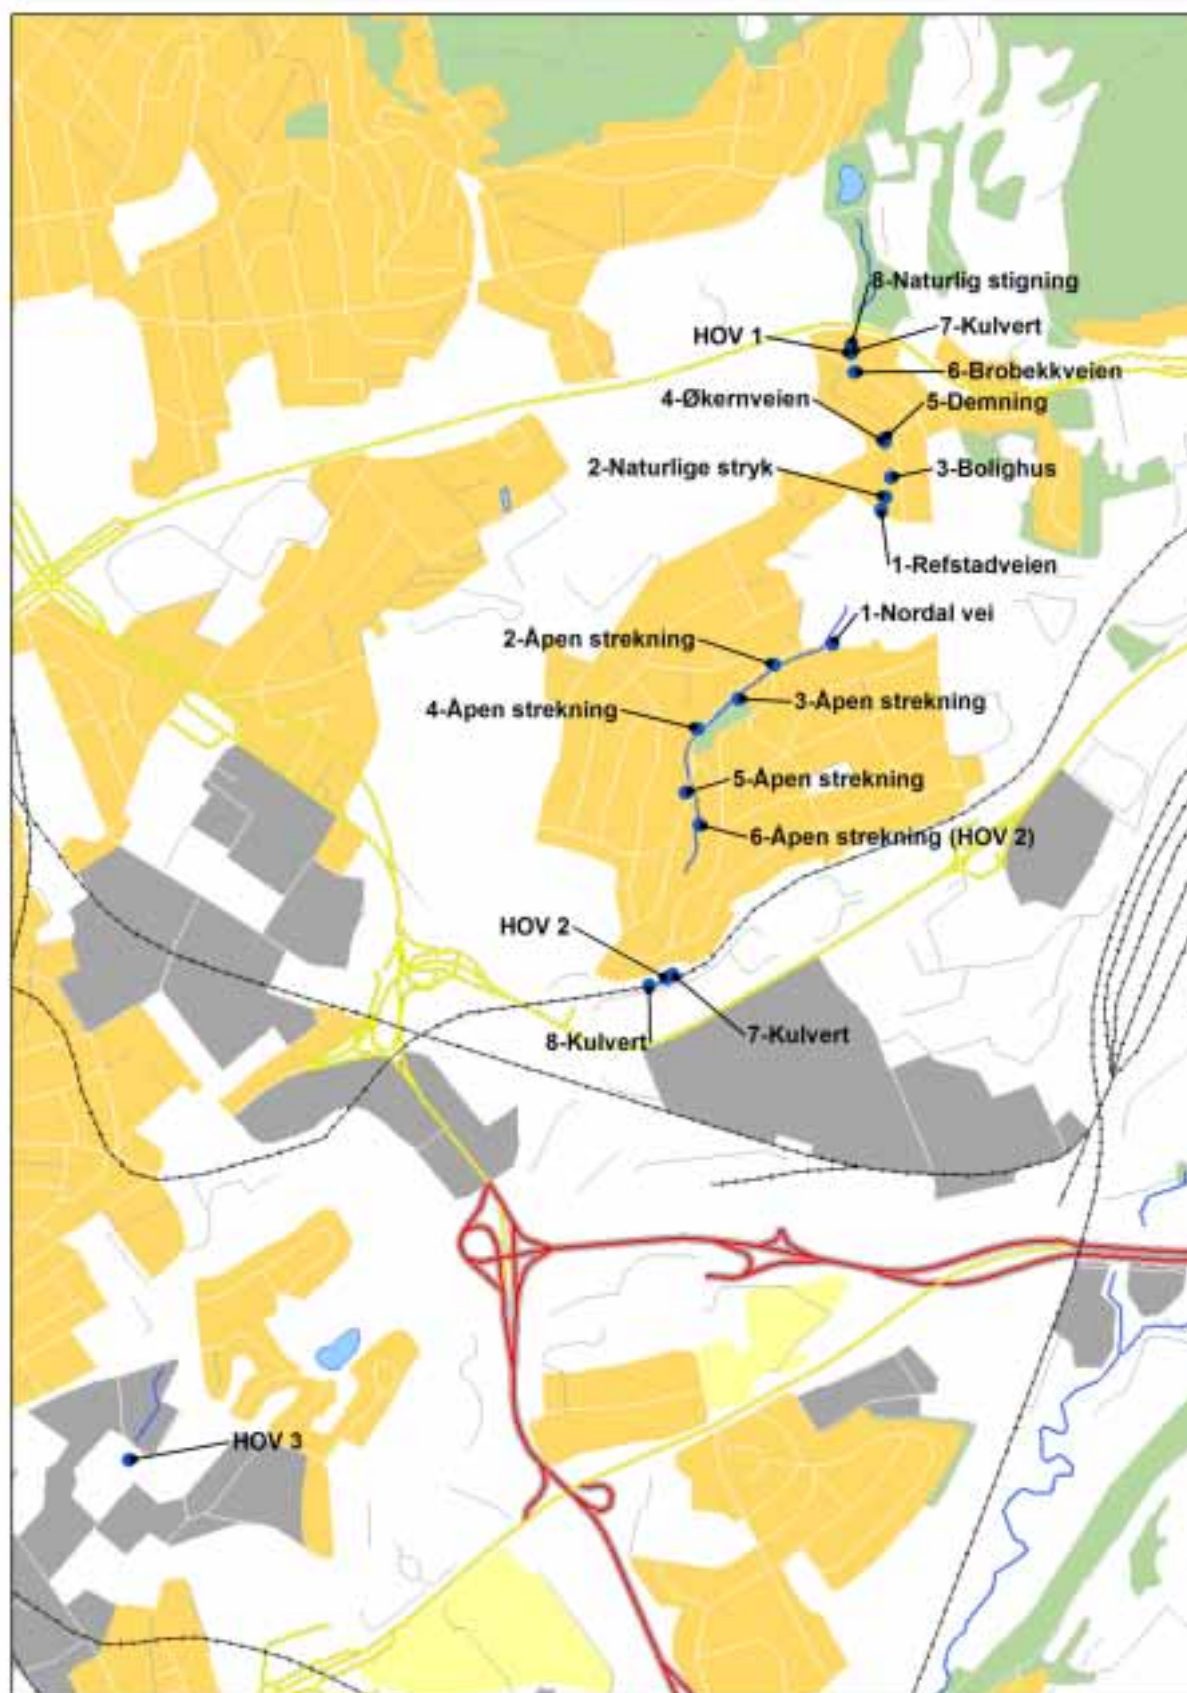 8-Naturlig stigning
7-Kulvert
HOV 1
6-Brobekkveien
4-Økernveien
5-Demning
2-Naturlige stryk
3-Bolighus
1-Refstadveien
1-Nordal vei
2-Åpen strekning
3-Åpen strekning
4-Åpen strekning
5-Åpen strekning
6-Åpen strekning (HOV 2)
HOV 2
8-Kulvert
7-Kulvert
HOV 3